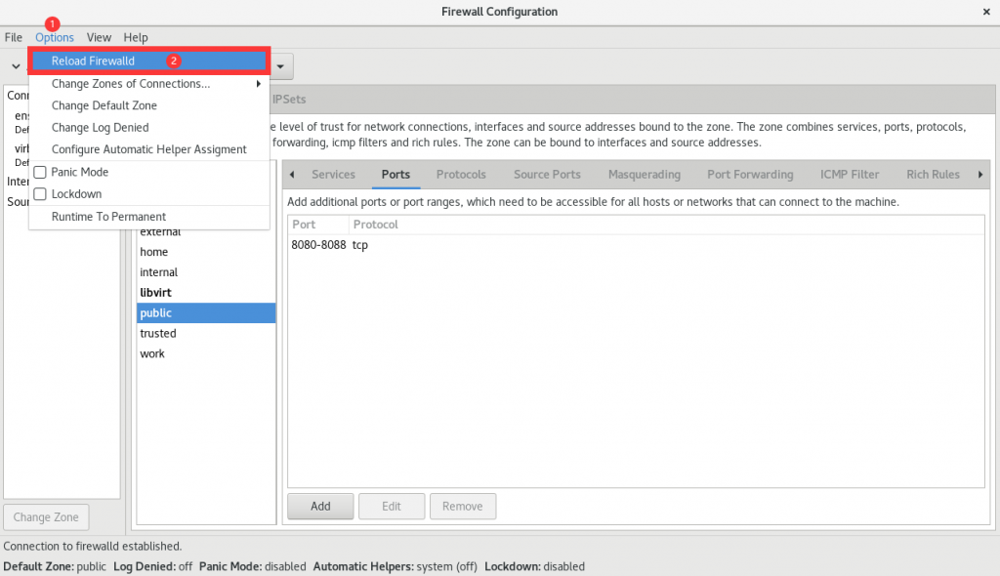 Firewall Configuration
1
File Options View Help
Reload Firewalld 2
Change Zones of Connections...
Change Default Zone
Change Log Denied
Configure Automatic Helper Assigment
Panic Mode
Lockdown
Runtime To Permanent
IPSets
e level of trust for network connections, interfaces and source addresses bound to the zone. The zone combines services, ports, protocols,
forwarding, icmp filters and rich rules. The zone can be bound to interfaces and source addresses.
Conn
ens
Def
virb
Def
Inter
Sour
external
home
internal
libvirt
public
trusted
work
Services Ports Protocols Source Ports Masquerading Port Forwarding ICMP Filter Rich Rules
Add additional ports or port ranges, which need to be accessible for all hosts or networks that can connect to the machine.
Port Protocol
8080-8088 tcp
Add Edit Remove
Change Zone
Connection to firewalld established.
Default Zone: public Log Denied: off Panic Mode: disabled Automatic Helpers: system (off) Lockdown: disabled